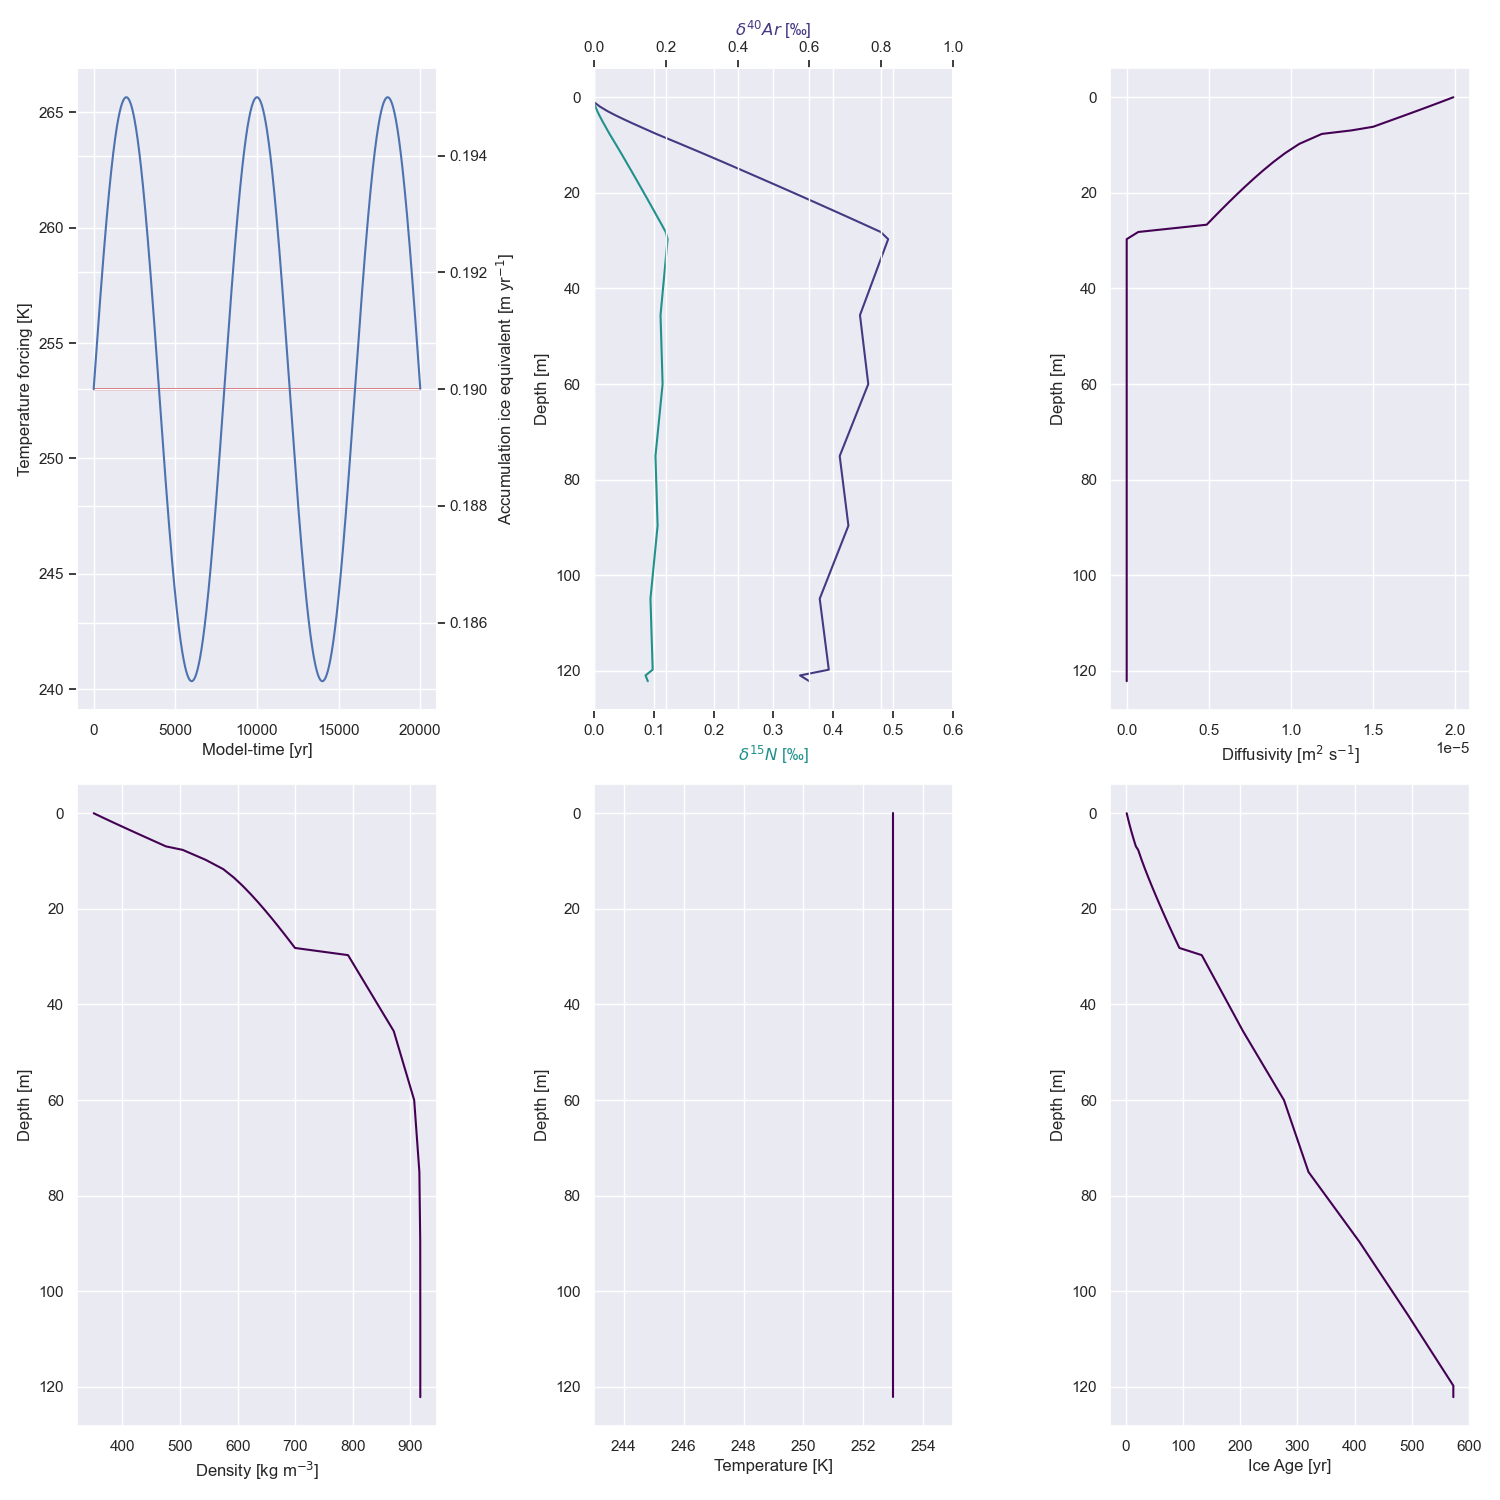 δ⁴⁰Ar [‰]
0.0 0.2 0.4 0.6 0.8 1.0
Temperature forcing [K]
265
260
255
250
245
240
0 5000 10000 15000 20000
Model-time [yr]
0.194
0.192
0.190
0.188
0.186
Accumulation ice equivalent [m yr⁻¹]
Depth [m]
0
20
40
60
80
100
120
0.0 0.1 0.2 0.3 0.4 0.5 0.6
δ¹⁵N [‰]
Depth [m]
0
20
40
60
80
100
120
0.0 0.5 1.0 1.5 2.0
1e−5
Diffusivity [m² s⁻¹]
Depth [m]
0
20
40
60
80
100
120
400 500 600 700 800 900
Density [kg m⁻³]
Depth [m]
0
20
40
60
80
100
120
244 246 248 250 252 254
Temperature [K]
Depth [m]
0
20
40
60
80
100
120
0 100 200 300 400 500 600
Ice Age [yr]